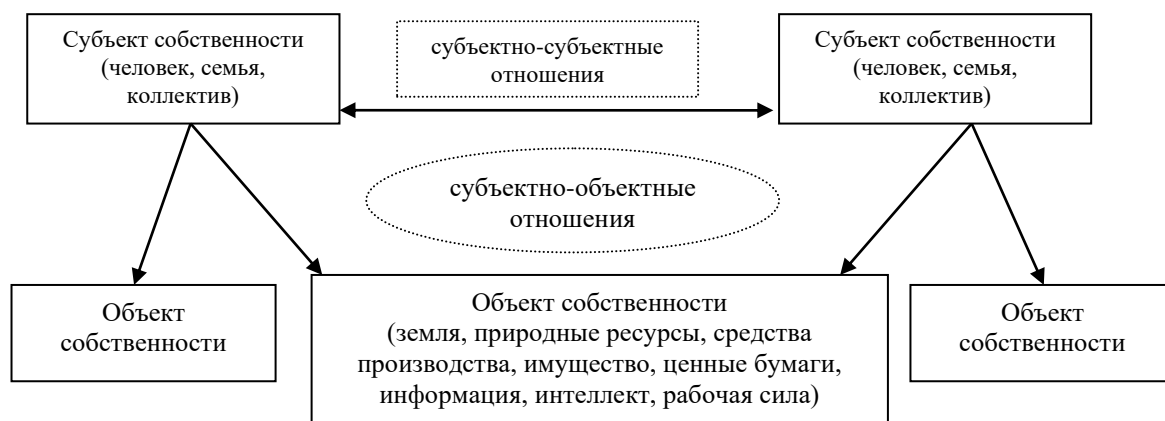 Субъект собственности
(человек, семья,
коллектив)
субъектно-субъектные
отношения
Субъект собственности
(человек, семья,
коллектив)
субъектно-объектные
отношения
Объект
собственности
Объект собственности
(земля, природные ресурсы, средства
производства, имущество, ценные бумаги,
информация, интеллект, рабочая сила)
Объект
собственности